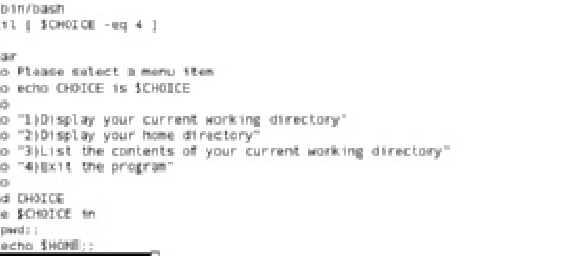 bin/bash
il [ $CHOICE -eq 4 ]
ar
o Please select a menu item
o echo CHOICE is $CHOICE
o
o "1)Display your current working directory"
o "2)Display your home directory"
o "3)List the contents of your current working directory"
o "4)Exit the program"
o
d CHOICE
e $CHOICE in
pwd;;
echo $HOME;;